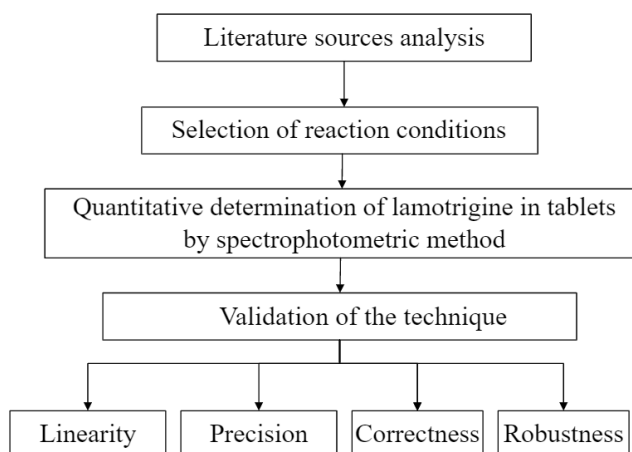 Literature sources analysis
Selection of reaction conditions
Quantitative determination of lamotrigine in tablets
by spectrophotometric method
Validation of the technique
Linearity
Precision
Correctness
Robustness